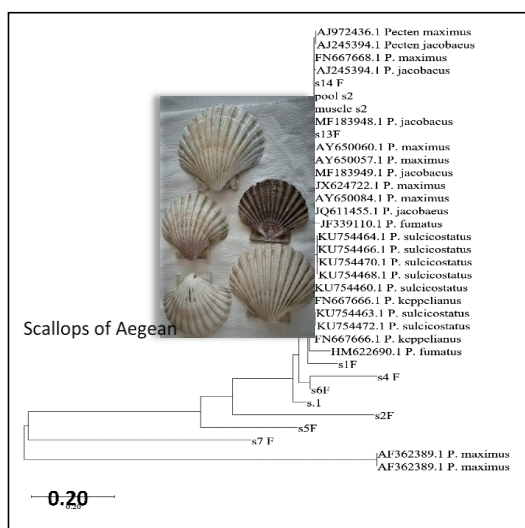 AJ972436.1 Pecten maximus
AJ245394.1 Pecten jacobaeus
FN667668.1 P. maximus
AJ245394.1 P. jacobaeus
s14 F
pool s2
muscle s2
MF183948.1 P. jacobacus
s13F
AY650060.1 P. maximus
AY650057.1 P. maximus
MF183949.1 P. jacobacus
JX624722.1 P. maximus
AY650084.1 P. maximus
JQ611455.1 P. jacobaeus
JF339110.1 P. fumatus
KU754464.1 P. sulcicostatus
KU754466.1 P. sulcicostatus
KU754470.1 P. sulcicostatus
KU754468.1 P. sulcicostatus
KU754460.1 P. sulcicostatus
FN667666.1 P. keppelianus
KU754463.1 P. sulcicostatus
KU754472.1 P. sulcicostatus
Scallops of Aegean
FN667666.1 P. keppelianus
HM622690.1 P. fumatus
s1F
s4 F
s6F
s.1
s2F
s5F
s7 F
AF362389.1 P. maximus
AF362389.1 P. maximus
0.20
0.20